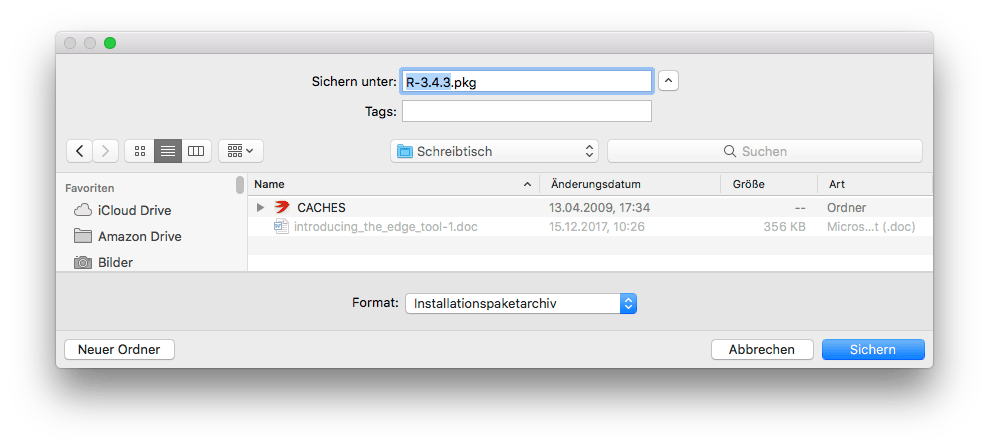 Sichern unter: R-3.4.3.pkg
Tags:
Schreibtisch Suchen
Favoriten
iCloud Drive
Amazon Drive
Bilder
Name Änderungsdatum Größe Art
CACHES 13.04.2009, 17:34 -- Ordner
introducing_the_edge_tool-1.doc 15.12.2017, 10:26 356 KB Micros...t (.doc)
Format: Installationspaketarchiv
Neuer Ordner Abbrechen Sichern